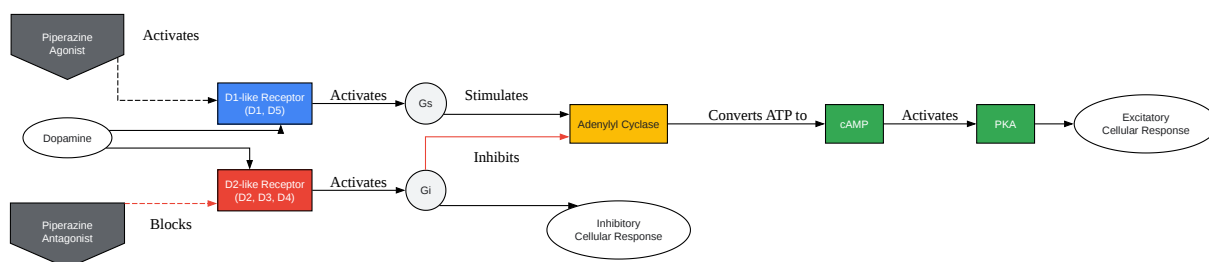 Piperazine
Agonist
Activates
D1-like Receptor
(D1, D5)
Activates
Gs
Stimulates
Adenylyl Cyclase
Converts ATP to
cAMP
Activates
PKA
Excitatory
Cellular Response
Dopamine
Inhibits
D2-like Receptor
(D2, D3, D4)
Activates
Gi
Piperazine
Antagonist
Blocks
Inhibitory
Cellular Response